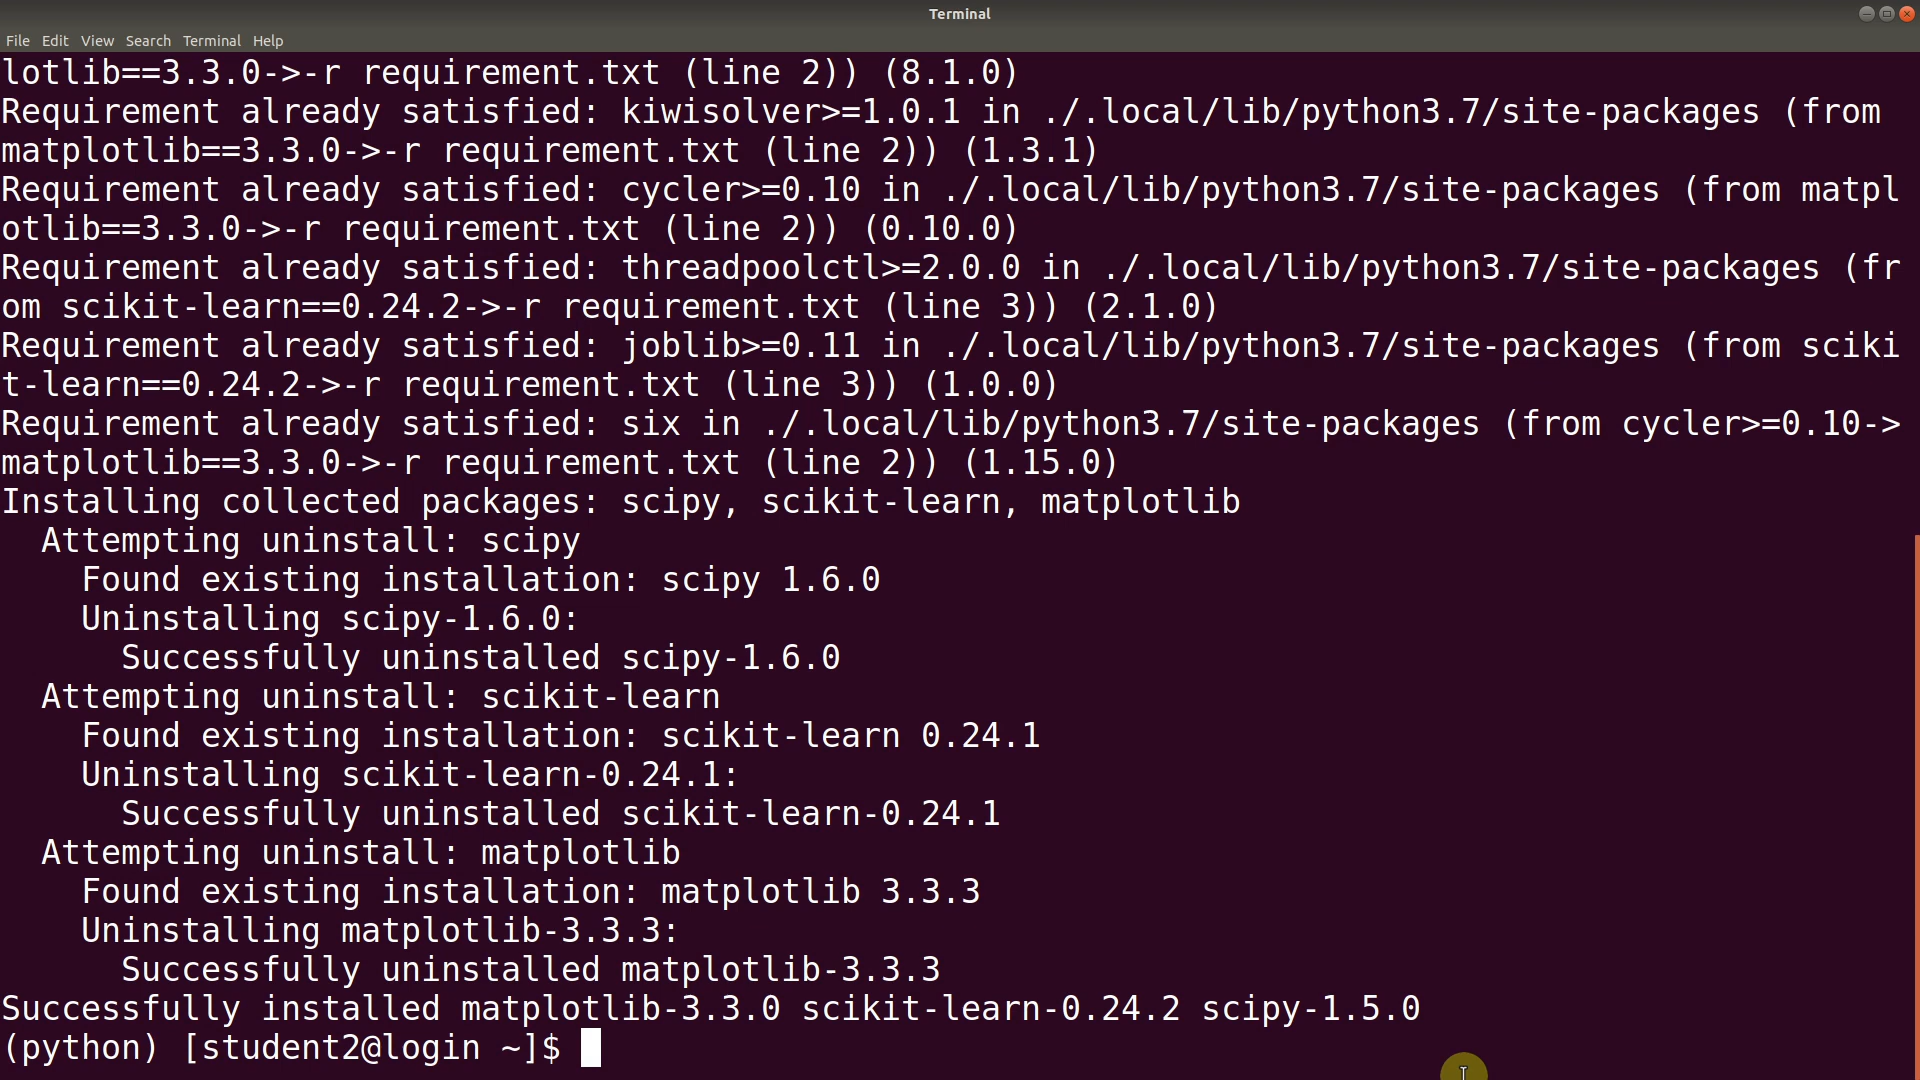 Terminal
File Edit View Search Terminal Help
lotlib==3.3.0->-r requirement.txt (line 2)) (8.1.0)
Requirement already satisfied: kiwisolver>=1.0.1 in ./.local/lib/python3.7/site-packages (from
matplotlib==3.3.0->-r requirement.txt (line 2)) (1.3.1)
Requirement already satisfied: cycler>=0.10 in ./.local/lib/python3.7/site-packages (from matpl
otlib==3.3.0->-r requirement.txt (line 2)) (0.10.0)
Requirement already satisfied: threadpoolctl>=2.0.0 in ./.local/lib/python3.7/site-packages (fr
om scikit-learn==0.24.2->-r requirement.txt (line 3)) (2.1.0)
Requirement already satisfied: joblib>=0.11 in ./.local/lib/python3.7/site-packages (from sciki
t-learn==0.24.2->-r requirement.txt (line 3)) (1.0.0)
Requirement already satisfied: six in ./.local/lib/python3.7/site-packages (from cycler>=0.10->
matplotlib==3.3.0->-r requirement.txt (line 2)) (1.15.0)
Installing collected packages: scipy, scikit-learn, matplotlib
  Attempting uninstall: scipy
    Found existing installation: scipy 1.6.0
    Uninstalling scipy-1.6.0:
      Successfully uninstalled scipy-1.6.0
  Attempting uninstall: scikit-learn
    Found existing installation: scikit-learn 0.24.1
    Uninstalling scikit-learn-0.24.1:
      Successfully uninstalled scikit-learn-0.24.1
  Attempting uninstall: matplotlib
    Found existing installation: matplotlib 3.3.3
    Uninstalling matplotlib-3.3.3:
      Successfully uninstalled matplotlib-3.3.3
Successfully installed matplotlib-3.3.0 scikit-learn-0.24.2 scipy-1.5.0
(python) [student2@login ~]$